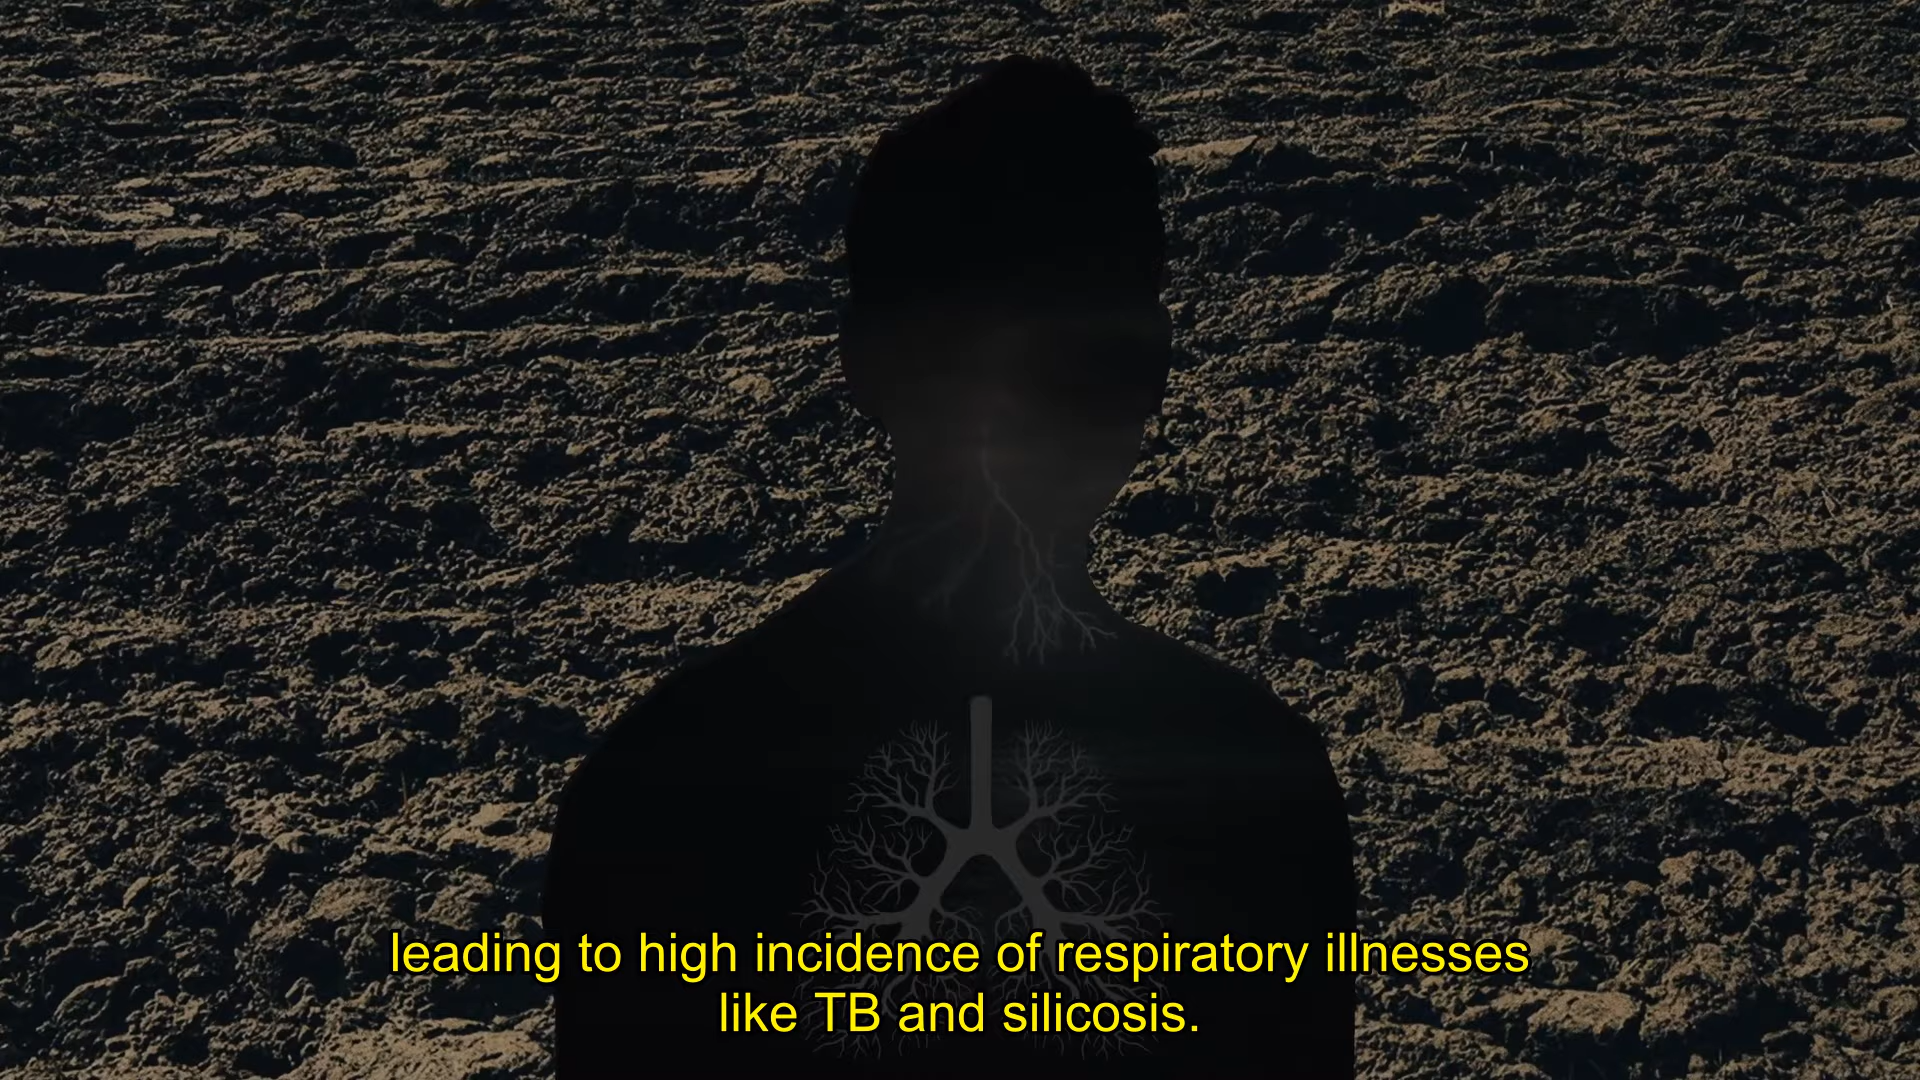 leading to high incidence of respiratory illnesses
like TB and silicosis.